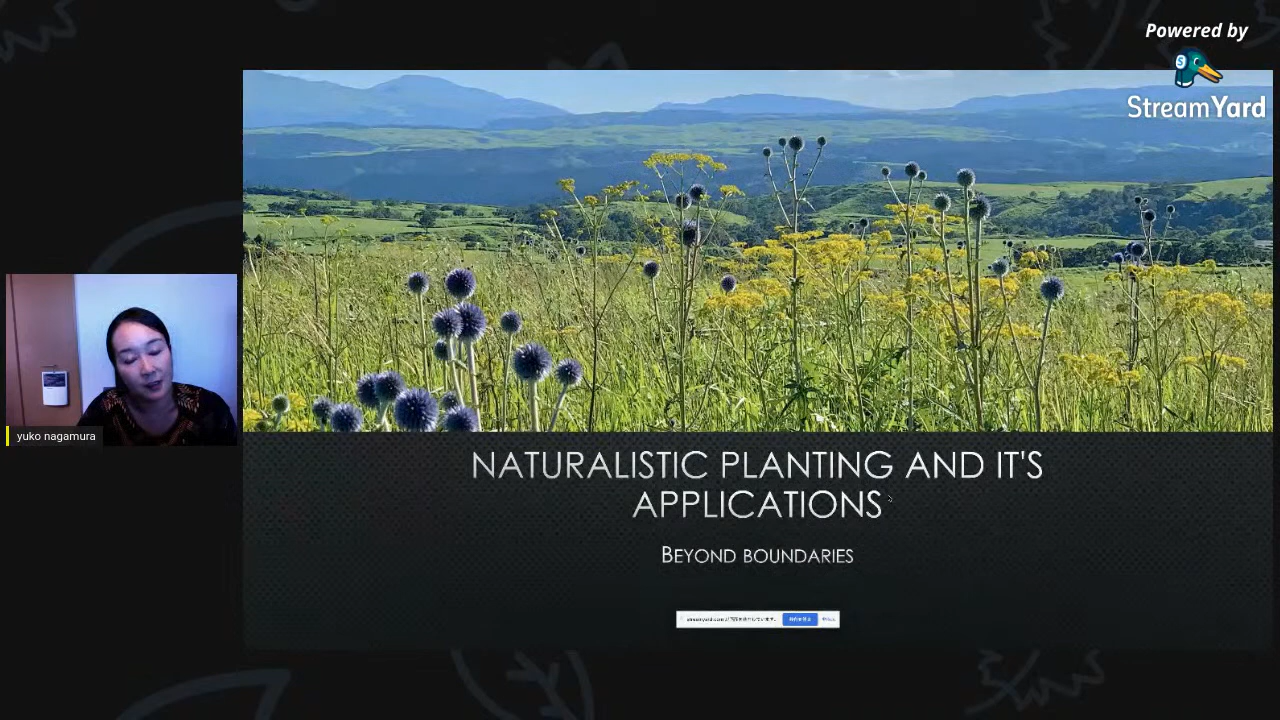 Powered by
StreamYard
yuko nagamura
NATURALISTIC PLANTING AND IT'S
APPLICATIONS
BEYOND BOUNDARIES